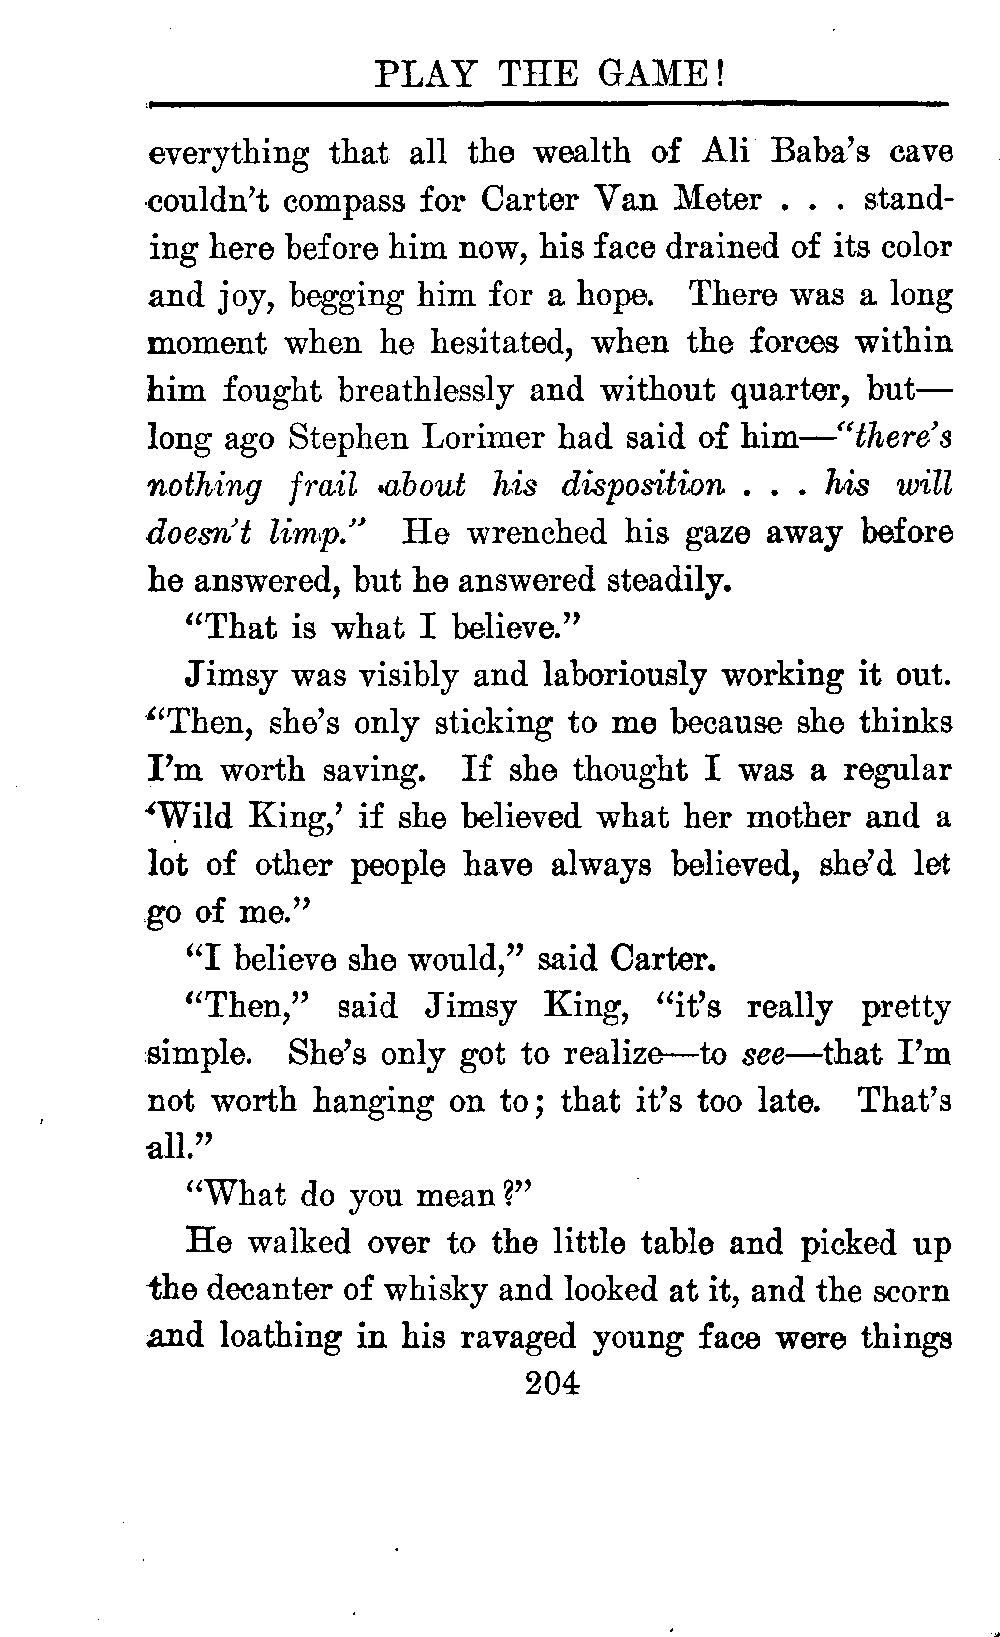 PLAY THE GAME!
everything that all the wealth of Ali Baba's cave
couldn't compass for Carter Van Meter . . . stand-
ing here before him now, his face drained of its color
and joy, begging him for a hope. There was a long
moment when he hesitated, when the forces within
him fought breathlessly and without quarter, but—
long ago Stephen Lorimer had said of him—“there's
nothing frail about his disposition . . . his will
doesn't limp.” He wrenched his gaze away before
he answered, but he answered steadily.
“That is what I believe.”
Jimsy was visibly and laboriously working it out.
“Then, she's only sticking to me because she thinks
I'm worth saving. If she thought I was a regular
‘Wild King,’ if she believed what her mother and a
lot of other people have always believed, she'd let
go of me.”
“I believe she would,” said Carter.
“Then,” said Jimsy King, “it's really pretty
simple. She's only got to realize—to see—that I'm
not worth hanging on to; that it's too late. That's
all.”
“What do you mean?”
He walked over to the little table and picked up
the decanter of whisky and looked at it, and the scorn
and loathing in his ravaged young face were things
204